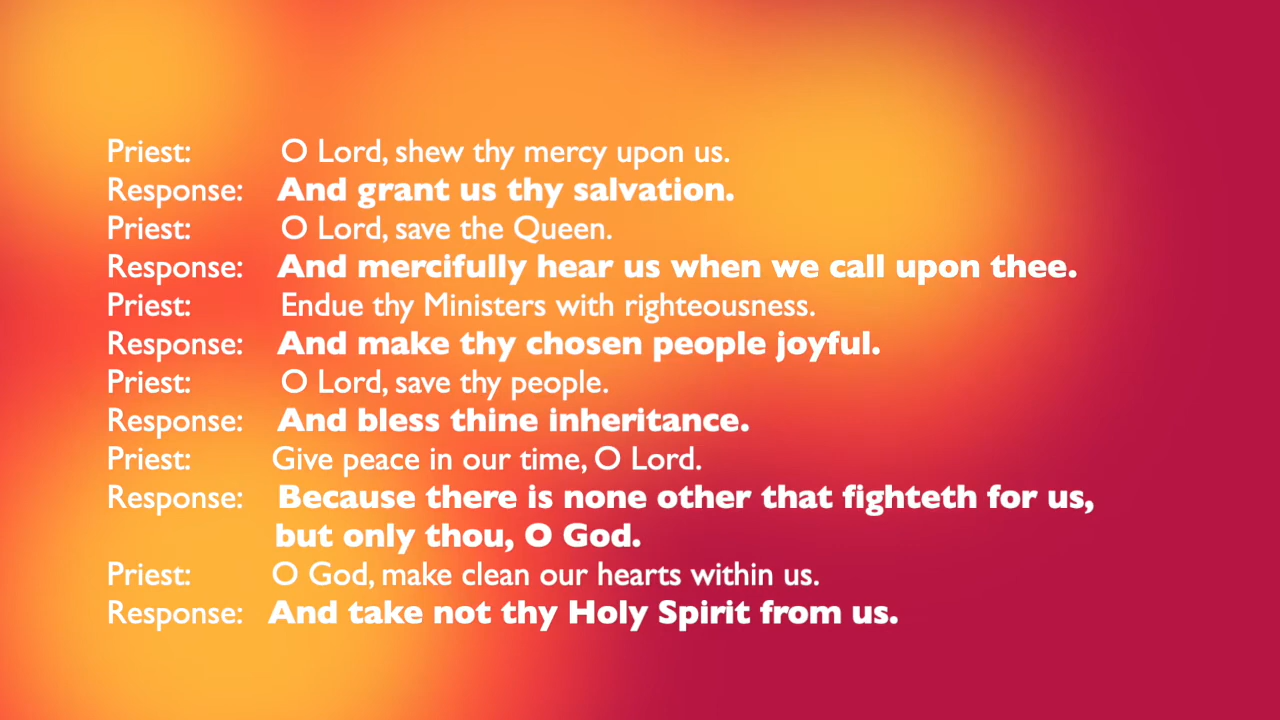 Priest: O Lord, shew thy mercy upon us.
Response: And grant us thy salvation.
Priest: O Lord, save the Queen.
Response: And mercifully hear us when we call upon thee.
Priest: Endue thy Ministers with righteousness.
Response: And make thy chosen people joyful.
Priest: O Lord, save thy people.
Response: And bless thine inheritance.
Priest: Give peace in our time, O Lord.
Response: Because there is none other that fighteth for us,
but only thou, O God.
Priest: O God, make clean our hearts within us.
Response: And take not thy Holy Spirit from us.